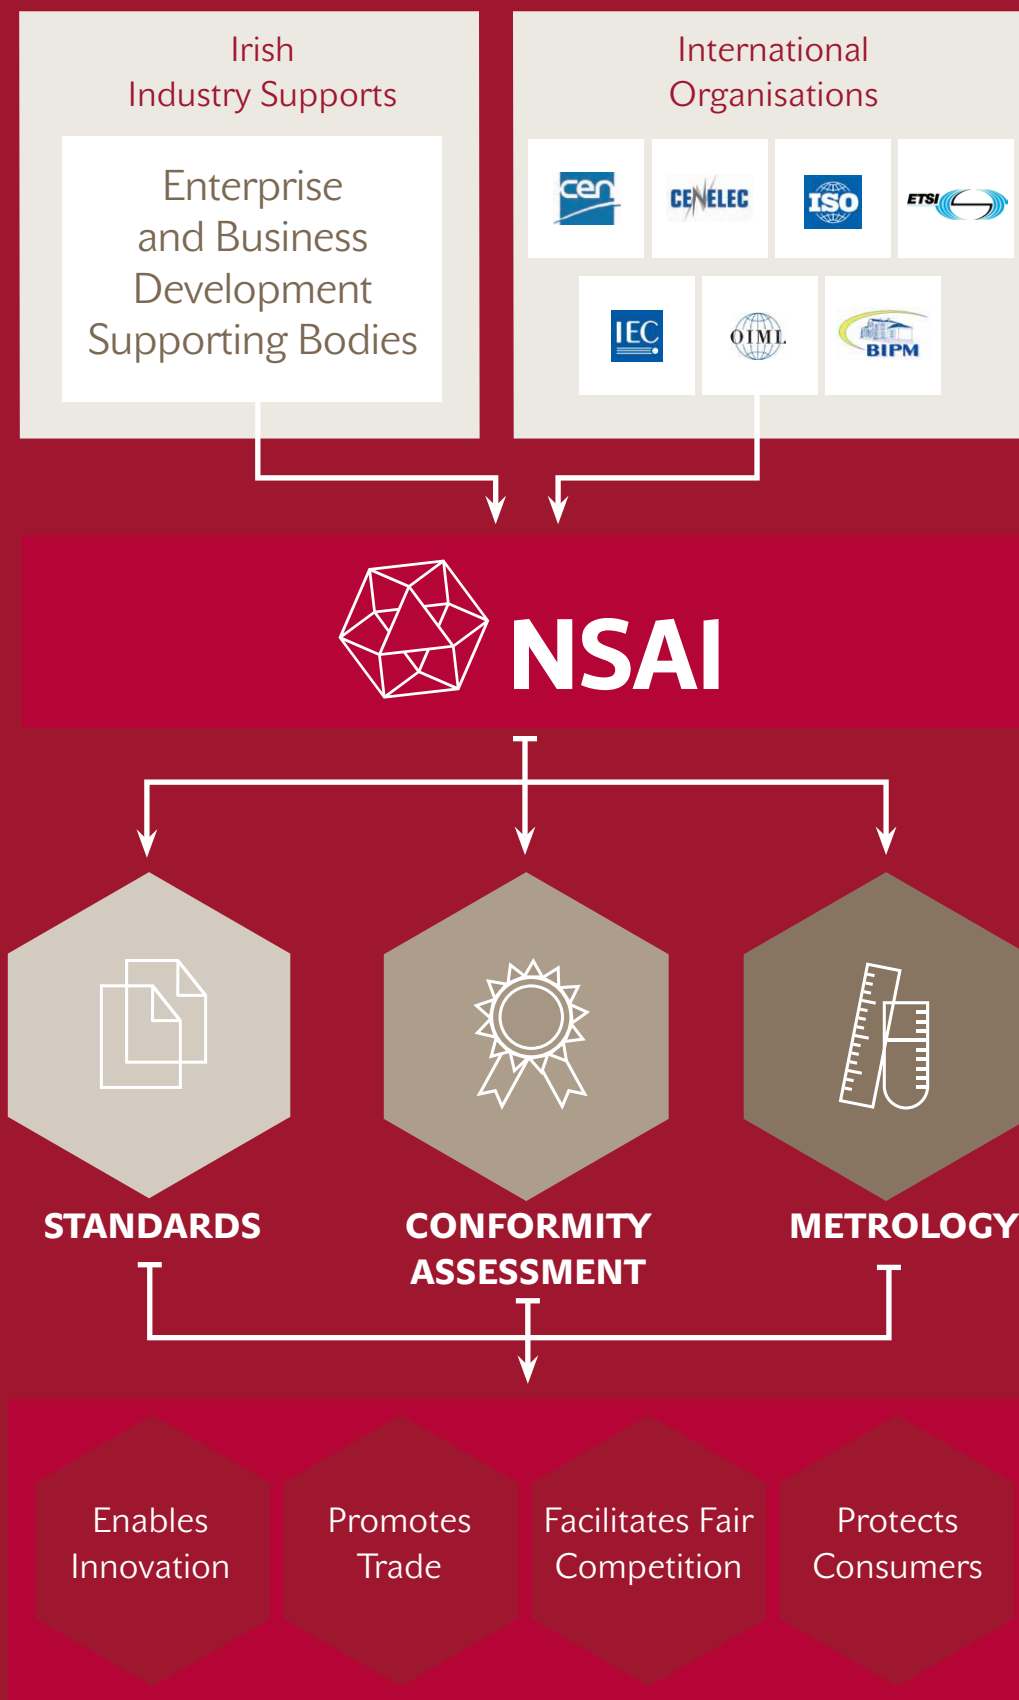 Irish
Industry Supports
Enterprise
and Business
Development
Supporting Bodies
International
Organisations
cen
CENELEC
ISO
ETSI
IEC
OIML
BIPM
NSAI
STANDARDS
CONFORMITY
ASSESSMENT
METROLOGY
Enables
Innovation
Promotes
Trade
Facilitates Fair
Competition
Protects
Consumers